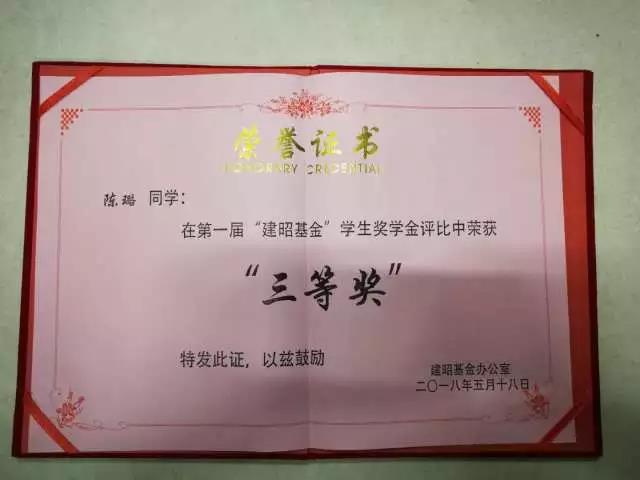 荣誉证书
HONORARY CREDENTIAL
陈璐 同学：
在第一届“建昭基金”学生奖学金评比中荣获
“三等奖”
特发此证，以兹鼓励
建昭基金办公室
二〇一八年五月十八日